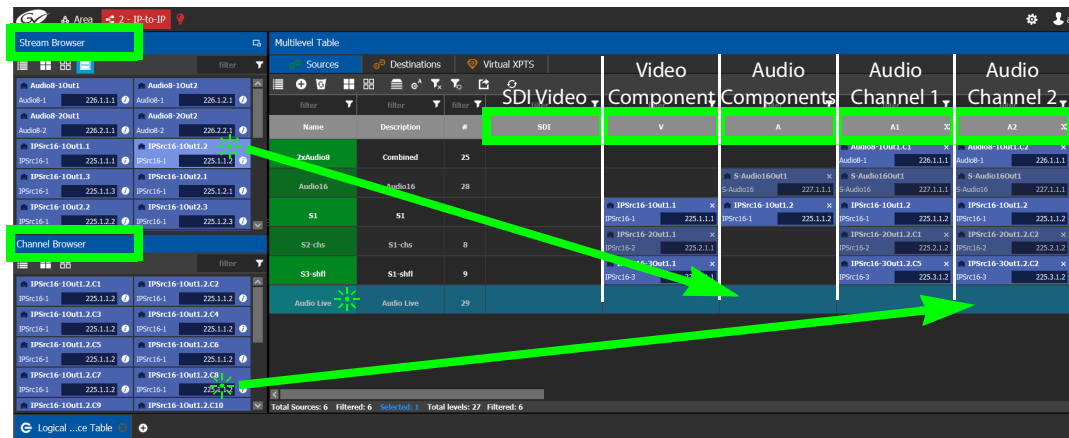 GV Area 2 - IP-to-IP
Stream Browser
filter
Audio8-1Out1
Audio8-1 226.1.1.1
Audio8-1Out2
Audio8-1 226.1.2.1
Audio8-2Out1
Audio8-2 226.2.1.1
Audio8-2Out2
Audio8-2 226.2.2.1
IPSrc16-1Out1.1
IPSrc16-1 225.1.1.1
IPSrc16-1Out1.2
IPSrc16-1 225.1.1.2
IPSrc16-1Out1.3
IPSrc16-1 225.1.1.3
IPSrc16-1Out2.1
IPSrc16-1 225.1.2.1
IPSrc16-1Out2.2
IPSrc16-1 225.1.2.2
IPSrc16-1Out2.3
IPSrc16-1 225.1.2.3
Channel Browser
filter
IPSrc16-1Out1.2.C1
IPSrc16-1 225.1.1.2
IPSrc16-1Out1.2.C2
IPSrc16-1 225.1.1.2
IPSrc16-1Out1.2.C3
IPSrc16-1 225.1.1.2
IPSrc16-1Out1.2.C4
IPSrc16-1 225.1.1.2
IPSrc16-1Out1.2.C5
IPSrc16-1 225.1.1.2
IPSrc16-1Out1.2.C6
IPSrc16-1 225.1.1.2
IPSrc16-1Out1.2.C7
IPSrc16-1 225.1.1.2
IPSrc16-1Out1.2.C8
IPSrc16-1
IPSrc16-1Out1.2.C9
IPSrc16-1Out1.2.C10
Multilevel Table
Sources Destinations Virtual XPTS
SDI Video
Video
Component
Audio
Components
Audio
Channel 1
Audio
Channel 2
filter filter filter
Name Description # SDI V A A1 A2
2xAudio8 Combined 25
Audio8-1Out1.C1
Audio8-1 226.1.1.1
Audio8-1Out1.C2
Audio8-1 226.1.1.1
Audio16 Audio16 28
S-Audio16Out1
S-Audio16 227.1.1.1
S-Audio16Out1
S-Audio16 227.1.1.1
S-Audio16Out1
S-Audio16 227.1.1.1
S1 S1
IPSrc16-1Out1.1
IPSrc16-1 225.1.1.1
IPSrc16-1Out1.2
IPSrc16-1 225.1.1.2
IPSrc16-1Out1.2
IPSrc16-1 225.1.1.2
IPSrc16-1Out1.2
IPSrc16-1 225.1.1.2
S2-chs S1-chs 8
IPSrc16-2Out1.1
IPSrc16-2 225.2.1.1
IPSrc16-2Out1.2.C1
IPSrc16-2 225.2.1.2
IPSrc16-2Out1.2.C2
IPSrc16-2 225.2.1.2
S3-shfl S1-shfl 9
IPSrc16-3Out1.1
IPSrc16-3
IPSrc16-3Out1.2.C5
IPSrc16-3 225.3.1.2
IPSrc16-3Out1.2.C2
IPSrc16-3 225.3.1.2
Audio Live Audio Live 29
Total Sources: 6 Filtered: 6 Selected: 1 Total levels: 27 Filtered: 6
Logical ...ce Table